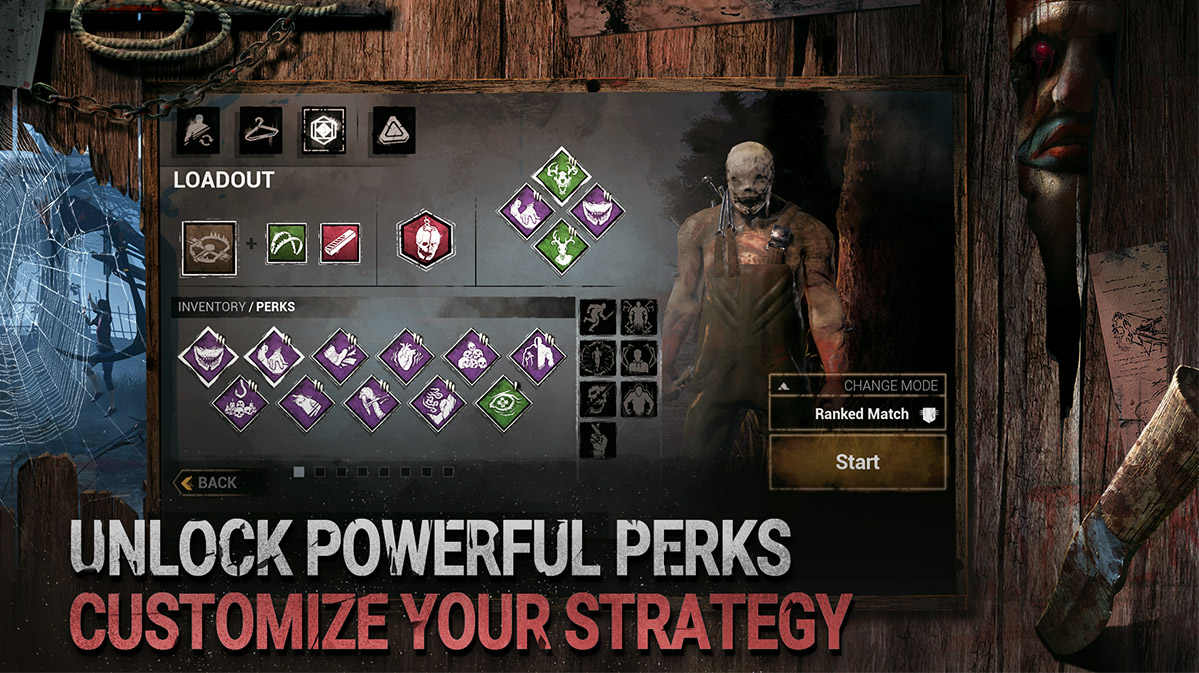 LOADOUT
INVENTORY / PERKS
CHANGE MODE
Ranked Match
Start
BACK
UNLOCK POWERFUL PERKS
CUSTOMIZE YOUR STRATEGY